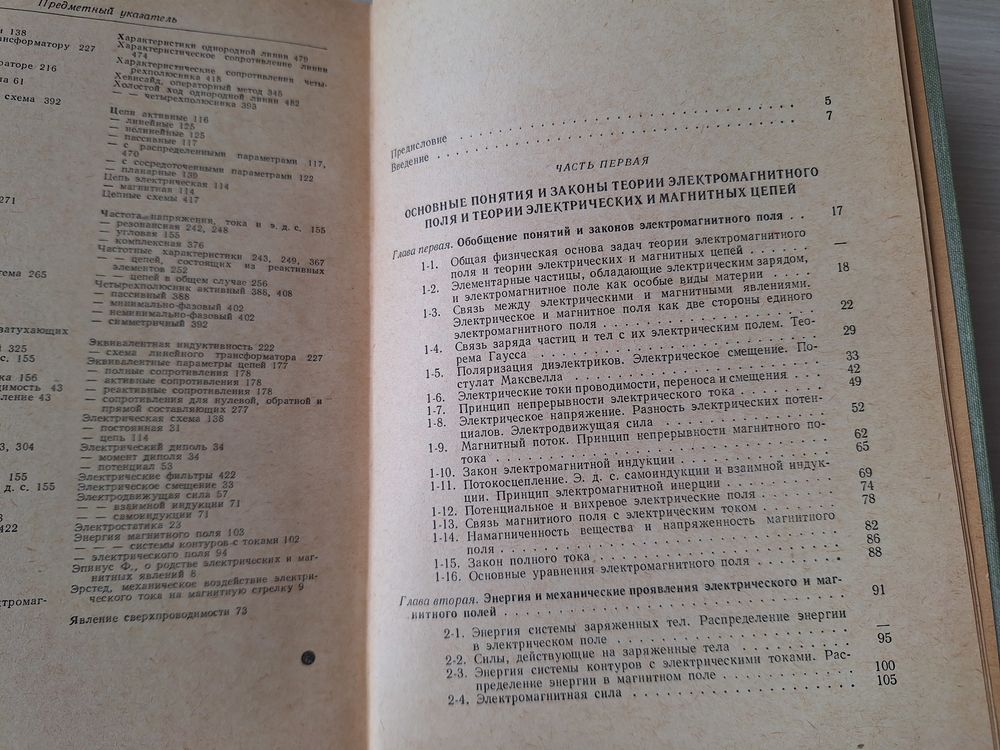 Предметный указатель
138
нсформатору 227
раторе 216
на 61
схема 392
271
тема 265
затухающих
й 325
с. 155
ка 156
димость 43
ление 43
3, 304
155
д. с. 155
422
ктромаг-
Характеристики однородной линии 479
Характеристическое сопротивление линии
474
Характеристические сопротивления четы-
рехполюсника 418
Хевисайд, операторный метод 345
Холостой ход однородной линии 482
— — четырехполюсника 393
Цепи активные 116
— линейные 125
— нелинейные 125
— пассивные 117
— с распределенными параметрами 117,
470
— с сосредоточенными параметрами 122
— планарные 139
Цепь электрическая 114
— магнитная 114
Цепные схемы 417
Частота напряжения, тока и э. д. с. 155
— резонансная 242, 248
— угловая 155
— комплексная 376
Частотные характеристики 243, 249, 367
— — цепей, состоящих из реактивных
элементов 252
— — цепей в общем случае 256
Четырехполюсник активный 388, 408
— пассивный 388
— минимально-фазовый 402
— неминимально-фазовый 402
— симметричный 392
Эквивалентная индуктивность 222
— схема линейного трансформатора 227
Эквивалентные параметры цепей 177
— полные сопротивления 178
— активные сопротивления 178
— реактивные сопротивления 178
— сопротивления для нулевой, обратной и
прямой составляющих 277
Электрическая схема 138
— постоянная 31
— цепь 114
Электрический диполь 34
— момент диполя 34
— потенциал 53
Электрические фильтры 422
Электрическое смещение 33
Электродвижущая сила 57
— — взаимной индукции 71
— — самоиндукции 71
Электростатика 23
Энергия магнитного поля 103
— — — системы контуров с токами 102
— электрического поля 94
Эпинус Ф., о родстве электрических и маг-
нитных явлений 8
Эрстед, механическое воздействие электри-
ческого тока на магнитную стрелку 9
Явление сверхпроводимости 73
Предисловие . . . 5
Введение . . . 7
ЧАСТЬ ПЕРВАЯ
ОСНОВНЫЕ ПОНЯТИЯ И ЗАКОНЫ ТЕОРИИ ЭЛЕКТРОМАГНИТНОГО
ПОЛЯ И ТЕОРИИ ЭЛЕКТРИЧЕСКИХ И МАГНИТНЫХ ЦЕПЕЙ
Глава первая. Обобщение понятий и законов электромагнитного поля . . 17
1-1. Общая физическая основа задач теории электромагнитного
поля и теории электрических и магнитных цепей . . . —
1-2. Элементарные частицы, обладающие электрическим зарядом,
и электромагнитное поле как особые виды материи . . . 18
1-3. Связь между электрическими и магнитными явлениями.
Электрическое и магнитное поля как две стороны единого
электромагнитного поля . . . 22
1-4. Связь заряда частиц и тел с их электрическим полем. Тео-
рема Гаусса . . . 29
1-5. Поляризация диэлектриков. Электрическое смещение. По-
стулат Максвелла . . . 33
1-6. Электрические токи проводимости, переноса и смещения . . . 42
1-7. Принцип непрерывности электрического тока . . . 49
1-8. Электрическое напряжение. Разность электрических потен-
циалов. Электродвижущая сила . . . 52
1-9. Магнитный поток. Принцип непрерывности магнитного по-
тока . . . 62
1-10. Закон электромагнитной индукции . . . 65
1-11. Потокосцепление. Э. д. с. самоиндукции и взаимной индук-
ции. Принцип электромагнитной инерции . . . 69
1-12. Потенциальное и вихревое электрические поля . . . 74
1-13. Связь магнитного поля с электрическим током . . . 78
1-14. Намагниченность вещества и напряженность магнитного
поля . . . 82
1-15. Закон полного тока . . . 86
1-16. Основные уравнения электромагнитного поля . . . 88
Глава вторая. Энергия и механические проявления электрического и маг-
нитного полей . . . 91
2-1. Энергия системы заряженных тел. Распределение энергии
в электрическом поле . . . —
2-2. Силы, действующие на заряженные тела . . . 95
2-3. Энергия системы контуров с электрическими токами. Рас-
пределение энергии в магнитном поле . . . 100
2-4. Электромагнитная сила . . . 105